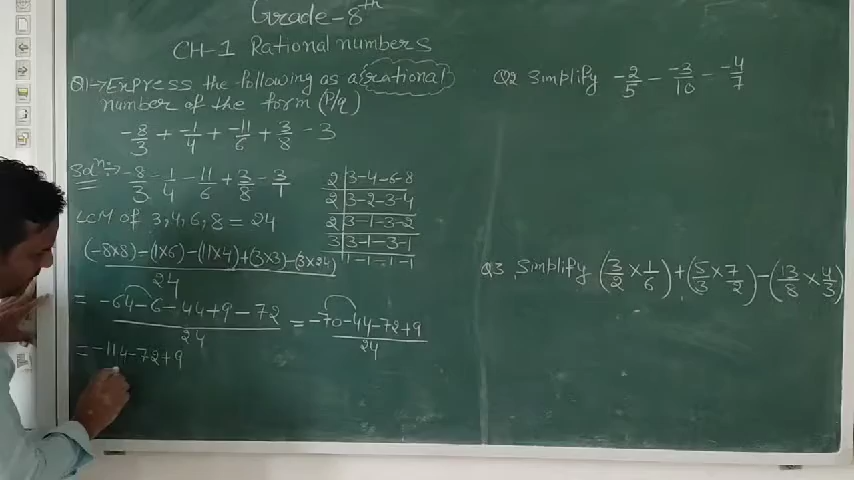 Grade-8th
CH-1 Rational numbers
Q1→ Express the following as a rational
number of the form (P/q)
-8/3 + -1/4 + -11/6 + 3/8 - 3
Solⁿ:→ -8/3 - 1/4 - 11/6 + 3/8 - 3/1
LCM of 3,4,6,8 = 24
(-8×8)-(1×6)-(11×4)+(3×3)-(3×24)
24
= -64-6-44+9-72 / 24 = -70-44-72+9 / 24
= -114-72+9
2 | 3-4-6-8
2 | 3-2-3-4
2 | 3-1-3-2
3 | 3-1-3-1
1-1-1-1
Q2 Simplify -2/5 - -3/10 - -4/7
Q3 Simplify (3/2 × 1/6) + (5/3 × 7/2) - (13/8 × 4/3)